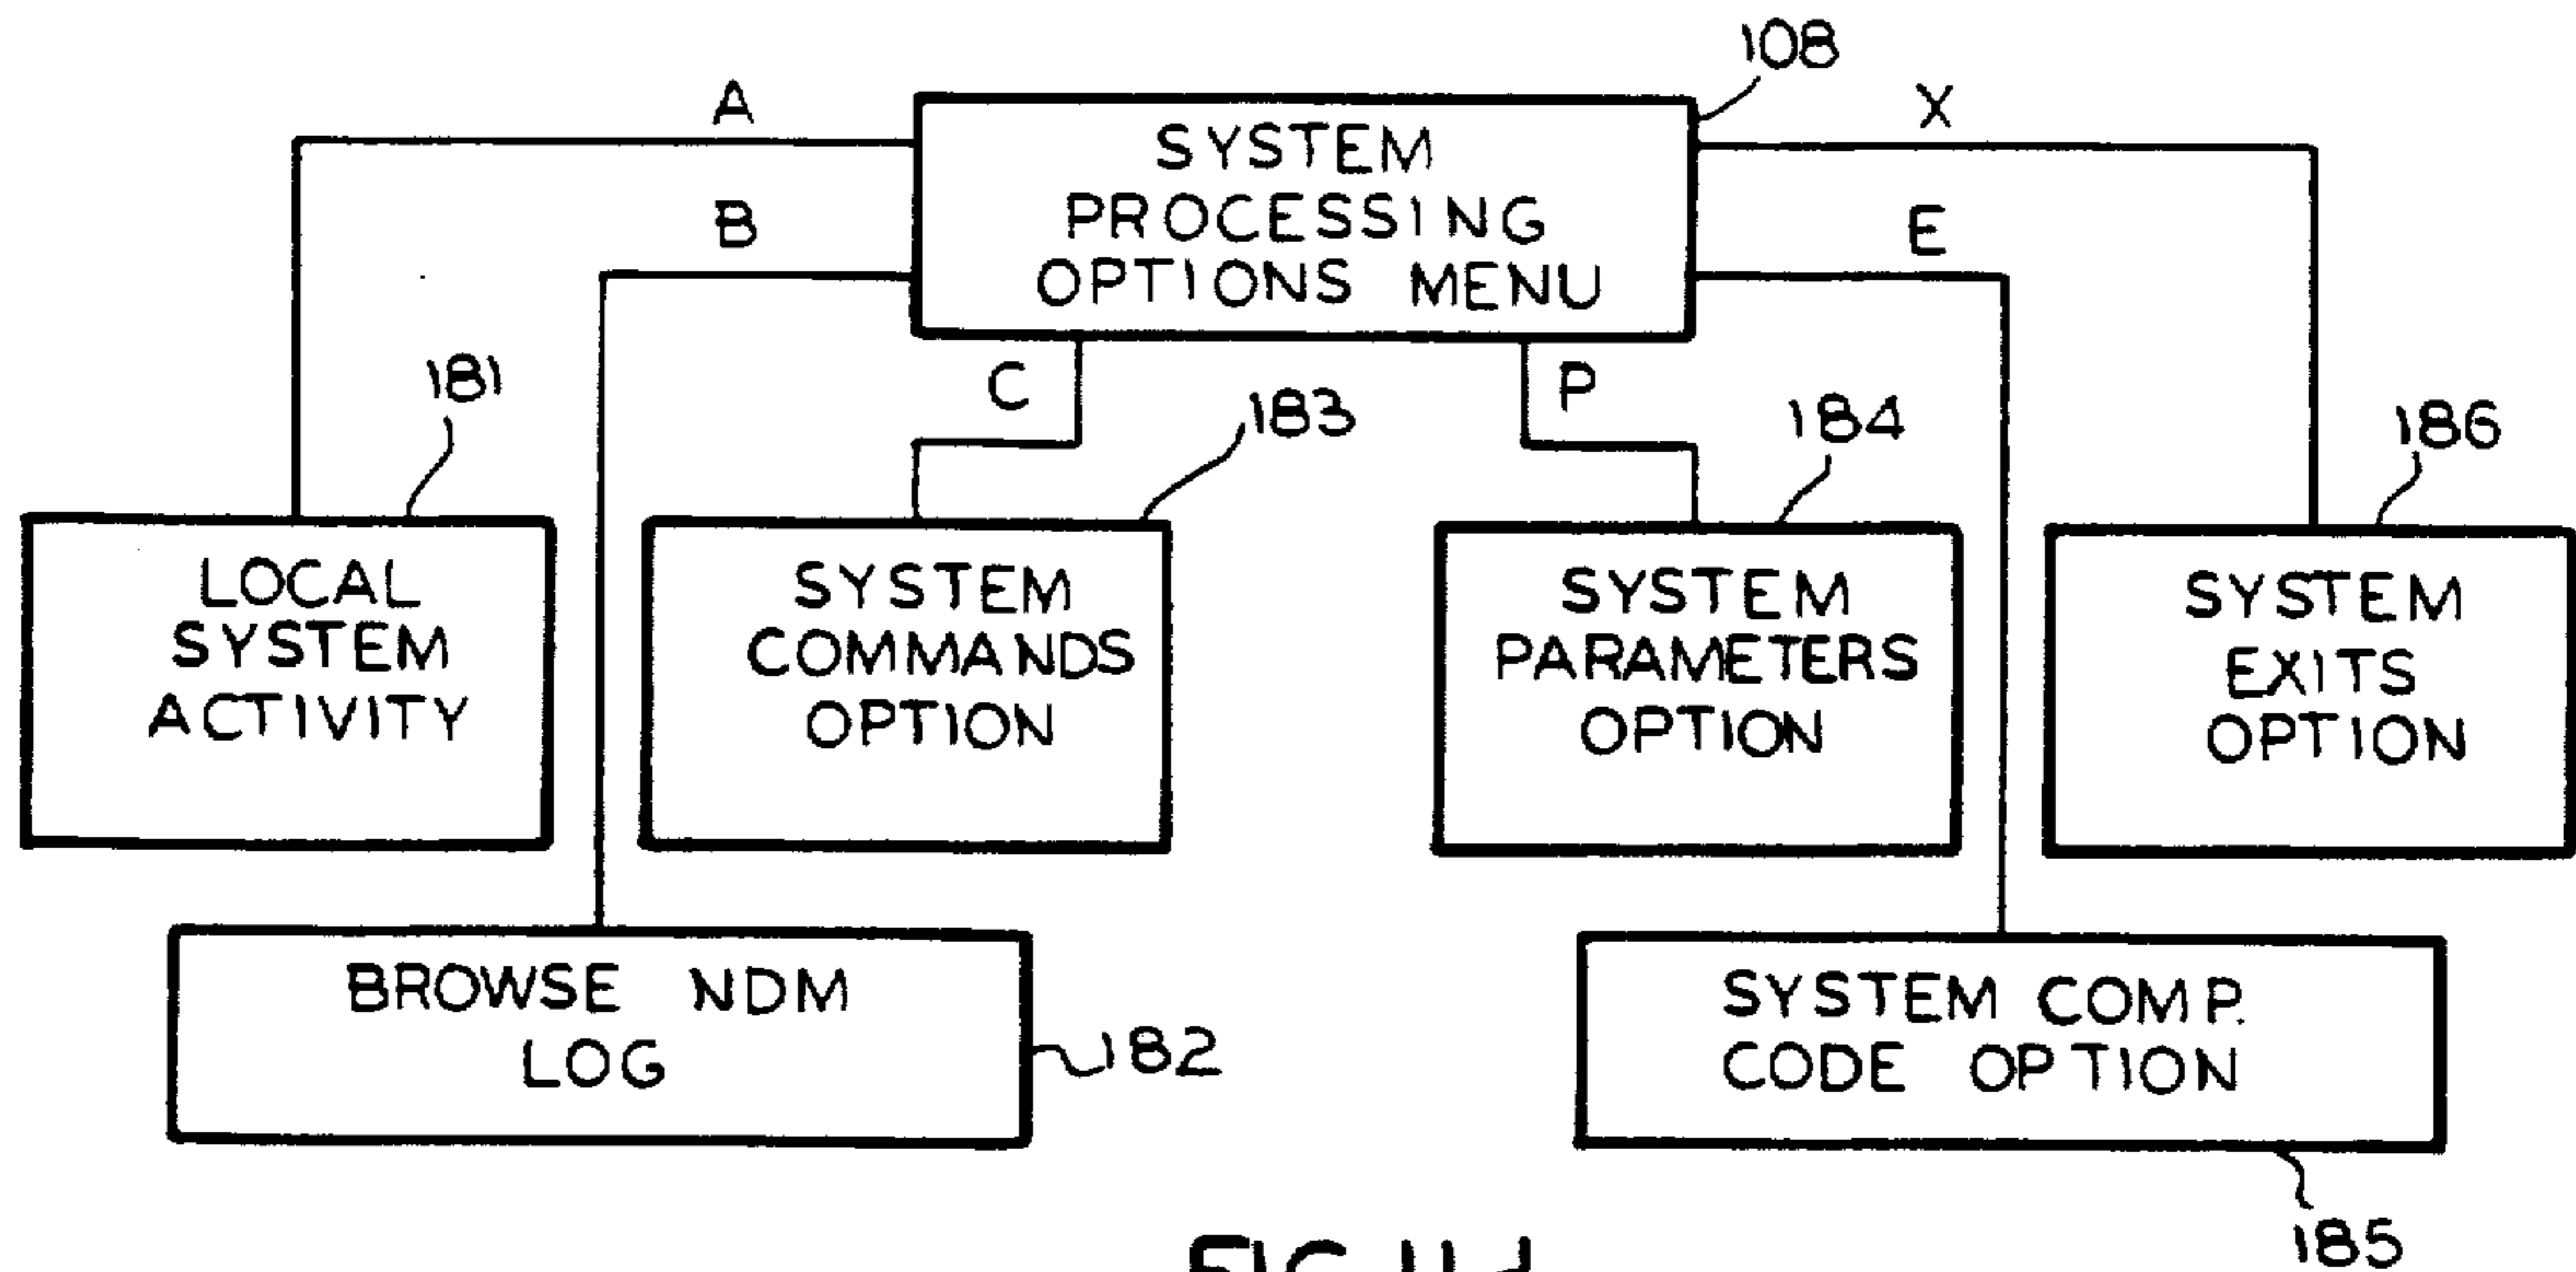 108
A
X
SYSTEM
PROCESSING
OPTIONS MENU
B
E
C
P
181
183
184
186
LOCAL
SYSTEM
ACTIVITY
SYSTEM
COMMANDS
OPTION
SYSTEM
PARAMETERS
OPTION
SYSTEM
EXITS
OPTION
BROWSE NDM
LOG
182
SYSTEM COMP.
CODE OPTION
185